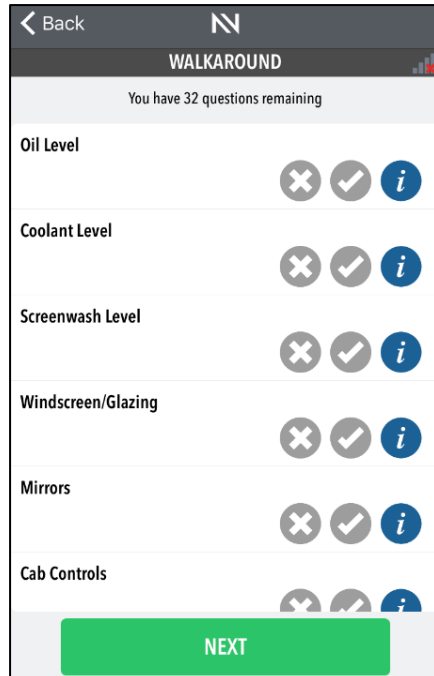 Back
WALKAROUND
You have 32 questions remaining
Oil Level
Coolant Level
Screenwash Level
Windscreen/Glazing
Mirrors
Cab Controls
NEXT